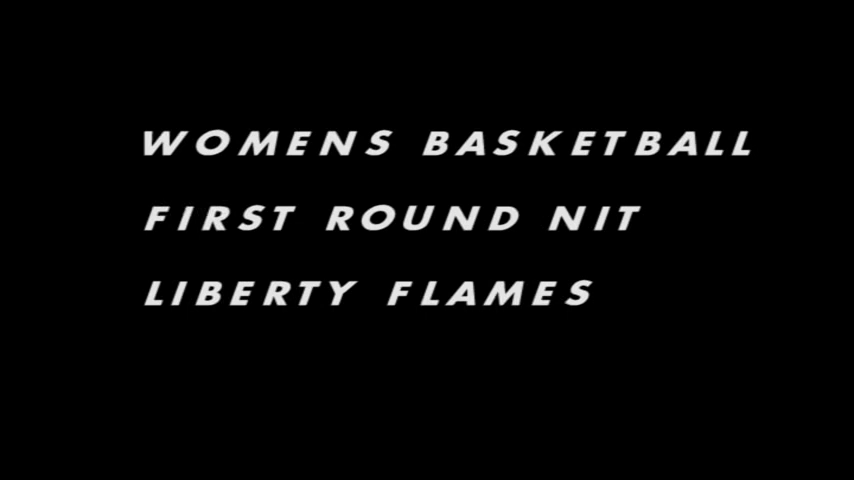 WOMENS BASKETBALL
FIRST ROUND NIT
LIBERTY FLAMES